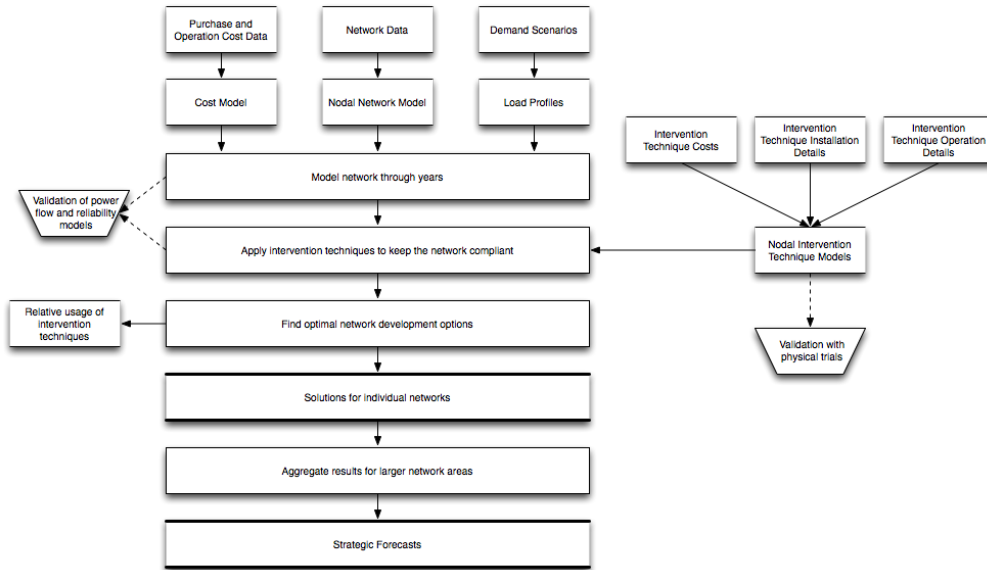 Purchase and
Operation Cost Data
Network Data
Demand Scenarios
Cost Model
Nodal Network Model
Load Profiles
Intervention
Technique Costs
Intervention
Technique Installation
Details
Intervention
Technique Operation
Details
Model network through years
Validation of power
flow and reliability
models
Apply intervention techniques to keep the network compliant
Nodal Intervention
Technique Models
Relative usage of
intervention
techniques
Find optimal network development options
Validation with
physical trials
Solutions for individual networks
Aggregate results for larger network areas
Strategic Forecasts